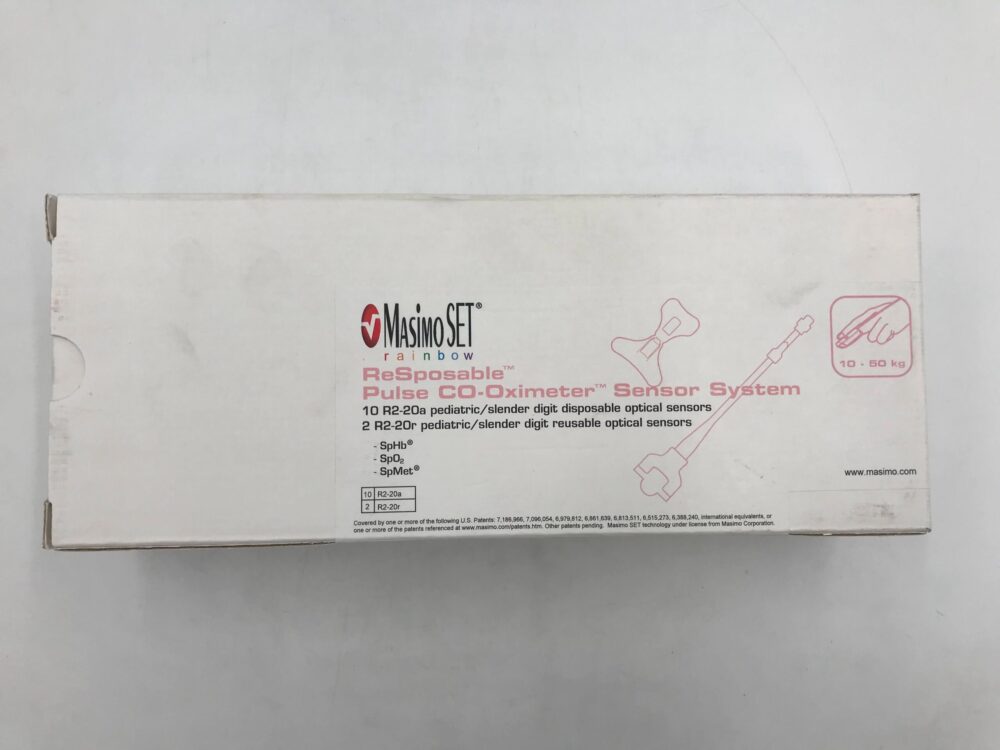 MASIMO SET®
rainbow
ReSposable™
Pulse CO-Oximeter™ Sensor System
10 R2-20a pediatric/slender digit disposable optical sensors
2 R2-20r pediatric/slender digit reusable optical sensors
- SpHb®
- SpO2
- SpMet®
10 R2-20a
2 R2-20r
10 - 50 kg
www.masimo.com
Covered by one or more of the following U.S. Patents: 7,186,966, 7,096,054, 6,979,812, 6,861,639, 6,813,511, 6,515,273, 6,388,240, international equivalents, or
one or more of the patents referenced at www.masimo.com/patents.htm. Other patents pending. Masimo SET technology under license from Masimo Corporation.